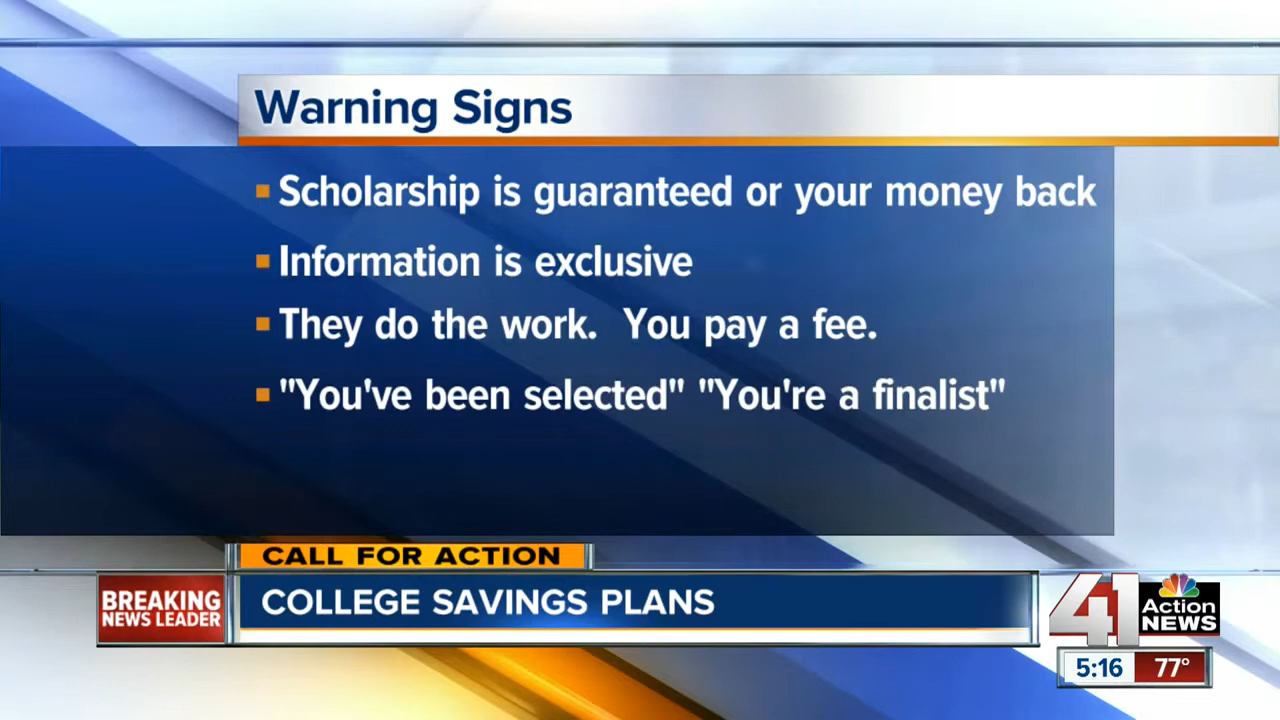 Warning Signs
Scholarship is guaranteed or your money back
Information is exclusive
They do the work.  You pay a fee.
"You've been selected" "You're a finalist"
CALL FOR ACTION
BREAKING
NEWS LEADER
COLLEGE SAVINGS PLANS
41
Action
NEWS
5:16 77°